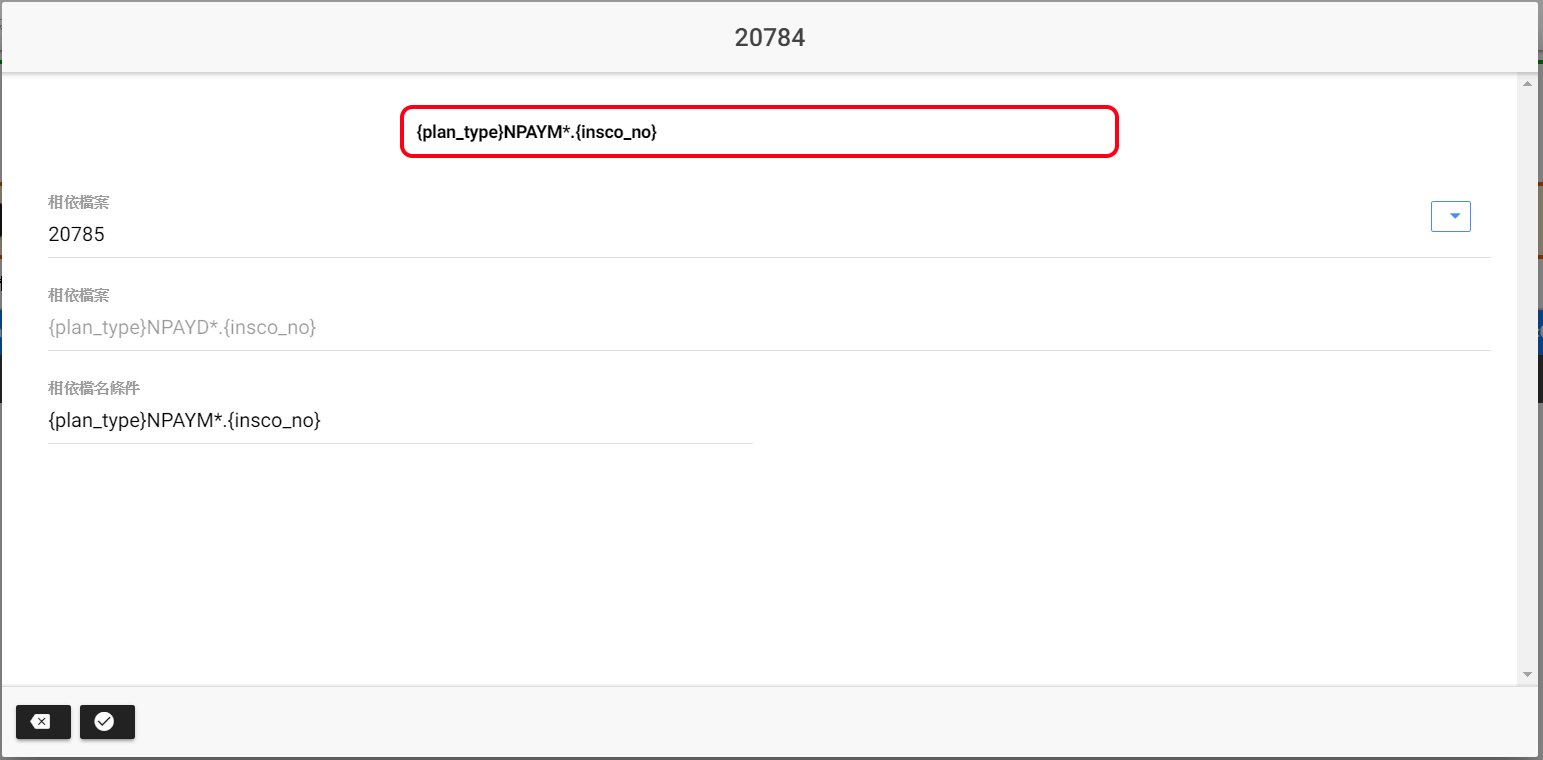 20784
{plan_type}NPAYM*.{insco_no}
相依檔案
20785
相依檔案
{plan_type}NPAYD*.{insco_no}
相依檔名條件
{plan_type}NPAYM*.{insco_no}